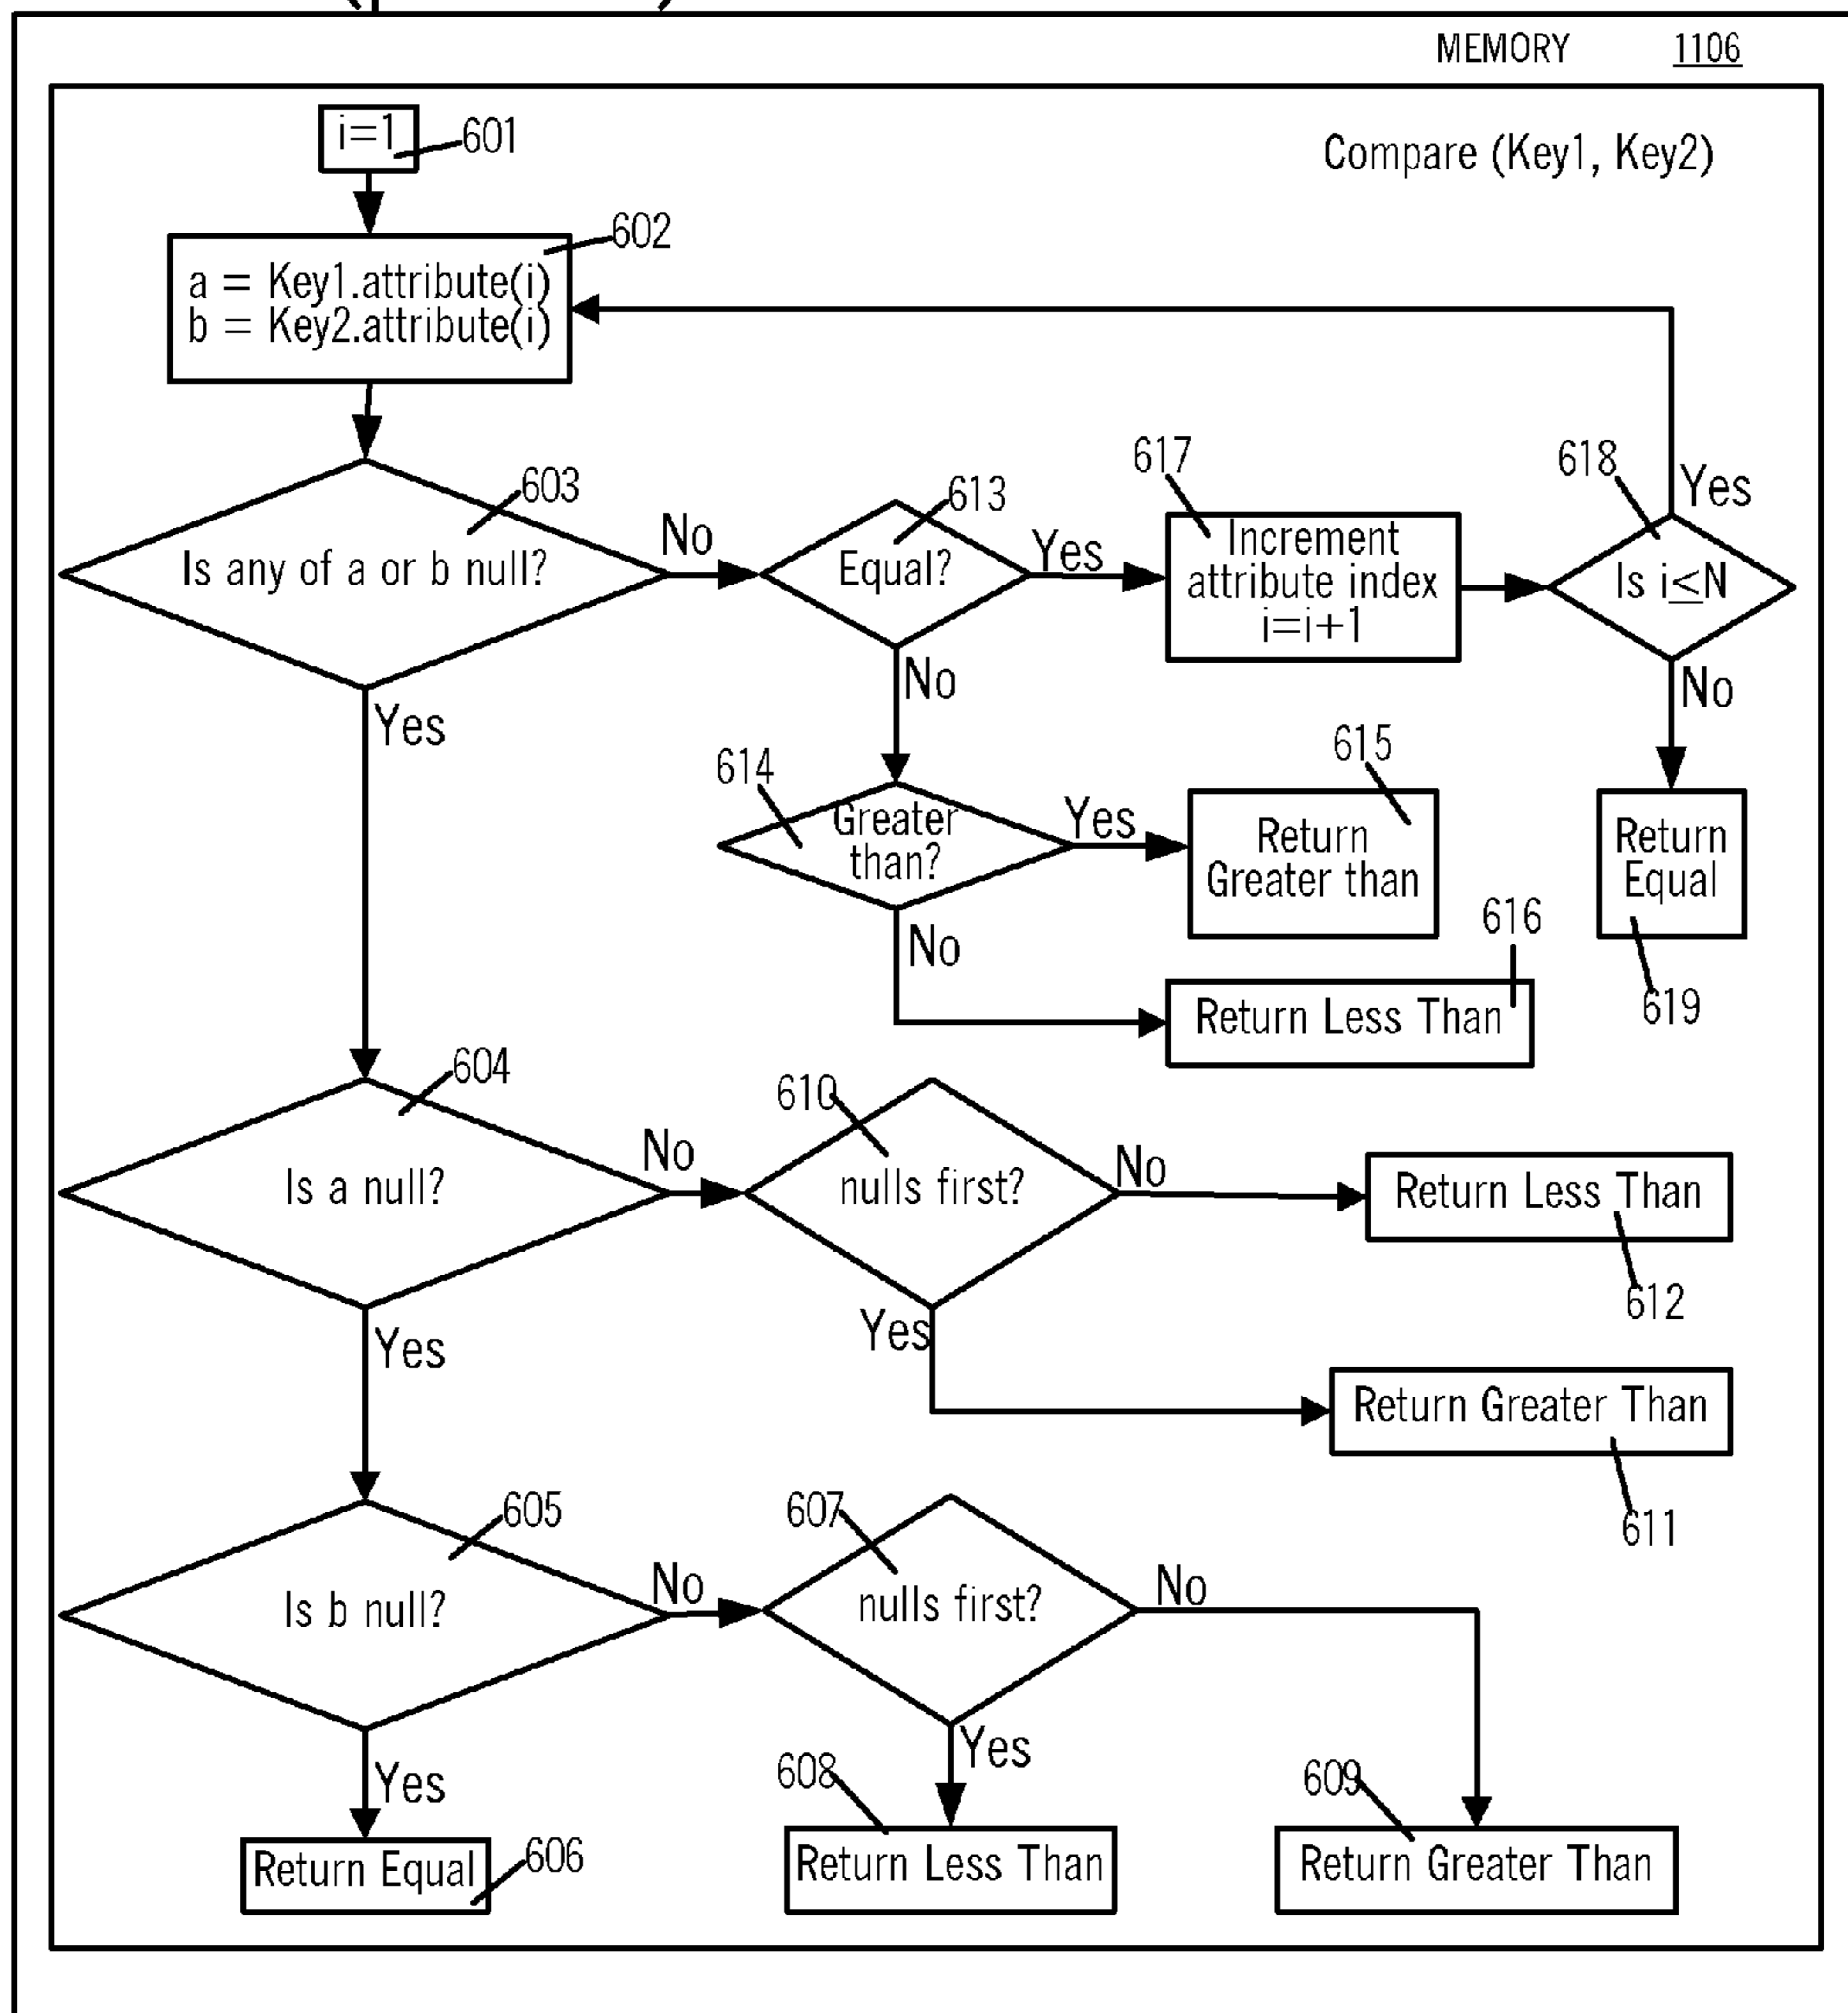 MEMORY 1106
i=1
601
Compare (Key1, Key2)
602
a = Key1.attribute(i)
b = Key2.attribute(i)
603
Is any of a or b null?
No
Yes
613
Equal?
Yes
No
617
Increment
attribute index
i=i+1
618
Is i≤N
Yes
No
614
Greater
than?
Yes
No
615
Return
Greater than
616
Return Less Than
Return
Equal
619
604
Is a null?
No
Yes
610
nulls first?
No
Yes
Return Less Than
612
Return Greater Than
611
605
Is b null?
No
Yes
607
nulls first?
No
Yes
Return Equal
606
608
Return Less Than
609
Return Greater Than